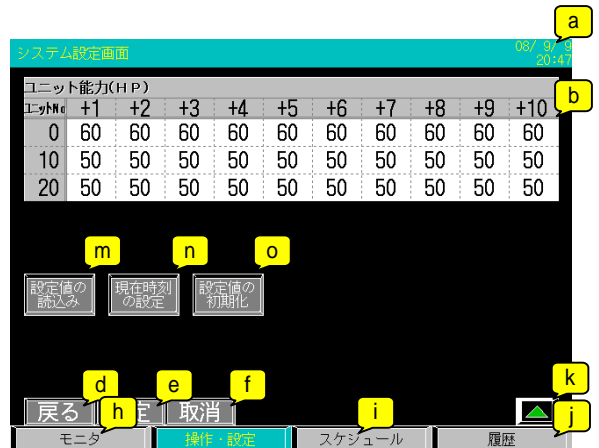 a
システム設定画面 08/ 9/ 9
20:47
ユニット能力(HP)
b
ユニットNo +1 +2 +3 +4 +5 +6 +7 +8 +9 +10
0 60 60 60 60 60 60 60 60 60 60
10 50 50 50 50 50 50 50 50 50 50
20 50 50 50 50 50 50 50 50 50 50
m n o
設定値の 現在時刻 設定値の
読込み の設定 初期化
d e f k
戻る 定 取消
h i j
モニタ 操作・設定 スケジュール 履歴